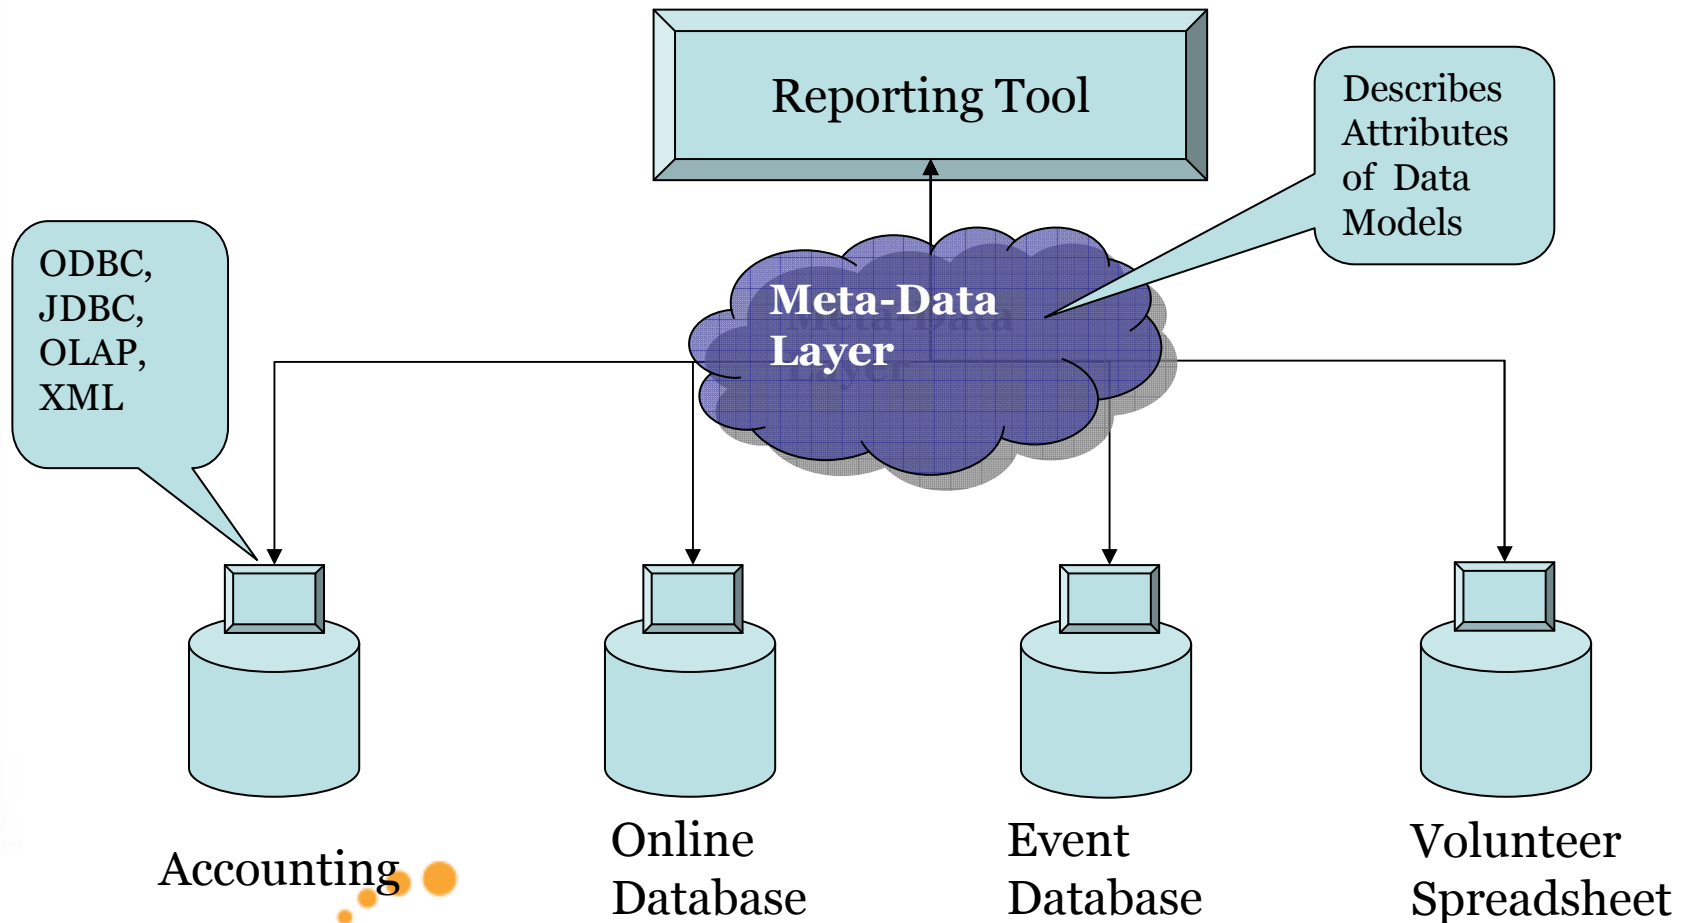 Reporting Tool
Describes
Attributes
of Data
Models
ODBC,
JDBC,
OLAP,
XML
Meta-Data
Layer
Accounting
Online
Database
Event
Database
Volunteer
Spreadsheet